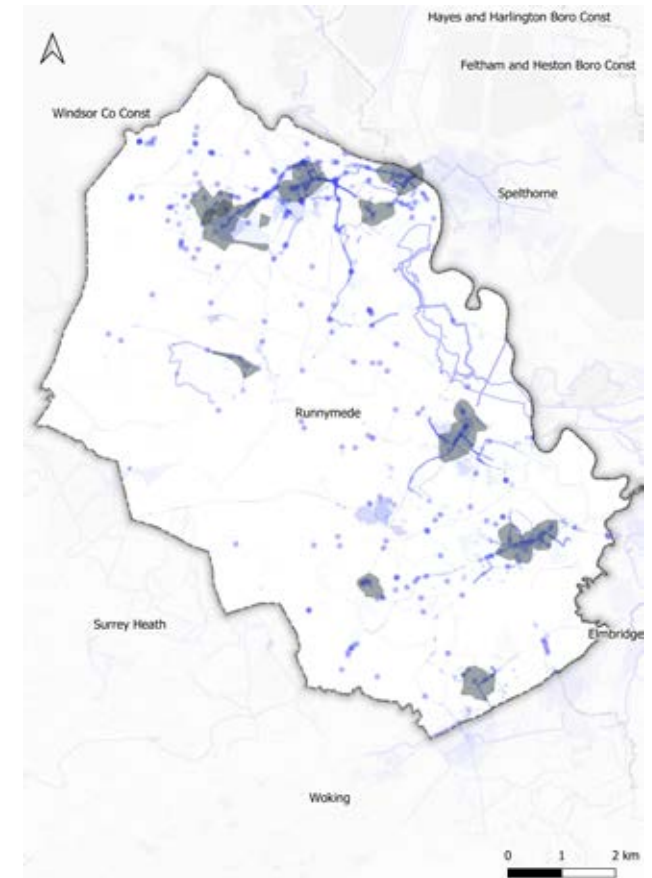 Hayes and Harlington Boro Const
Feltham and Heston Boro Const
Windsor Co Const
Spelthorne
Runnymede
Surrey Heath
Elmbridge
Woking
0 1 2 km